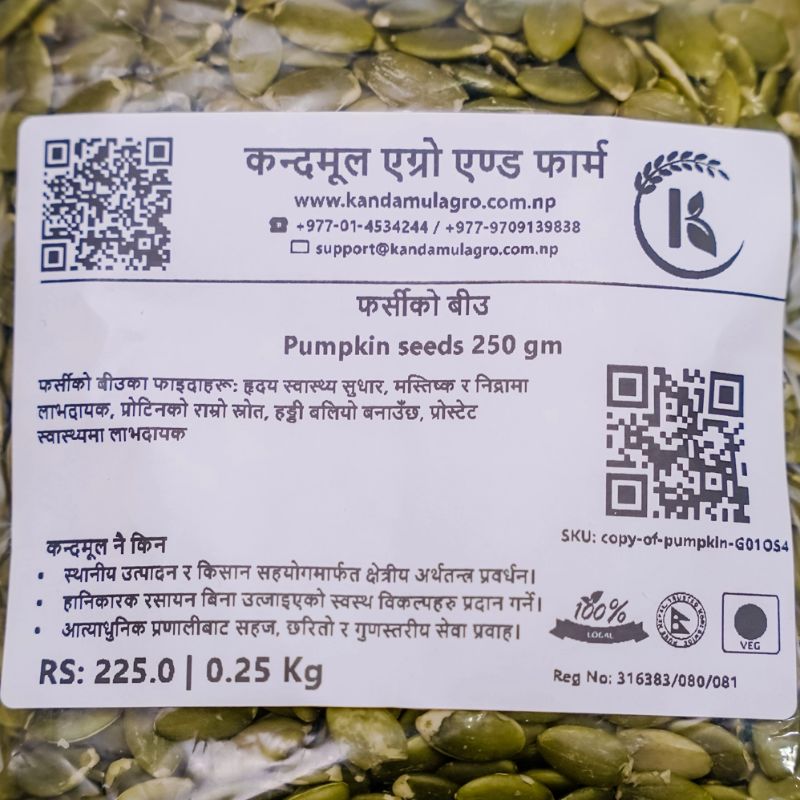 कन्दमूल एग्रो एण्ड फार्म
www.kandamulagro.com.np
+977-01-4534244 / +977-9709139838
support@kandamulagro.com.np
K
फर्सीको बीउ
Pumpkin seeds 250 gm
फर्सीको बीउका फाइदाहरू: हृदय स्वास्थ्य सुधार, मस्तिष्क र निद्रामा
लाभदायक, प्रोटिनको राम्रो स्रोत, हड्डी बलियो बनाउँछ, प्रोस्टेट
स्वास्थ्यमा लाभदायक
SKU: copy-of-pumpkin-G01OS4
कन्दमूल नै किन
• स्थानीय उत्पादन र किसान सहयोगमार्फत क्षेत्रीय अर्थतन्त्र प्रवर्धन।
• हानिकारक रसायन बिना उत्जाइएको स्वस्थ विकल्पहरु प्रदान गर्ने।
• आत्याधुनिक प्रणालीबाट सहज, छरितो र गुणस्तरीय सेवा प्रवाह।
100%
LOCAL
VEG
RS: 225.0 | 0.25 Kg
Reg No: 316383/080/081